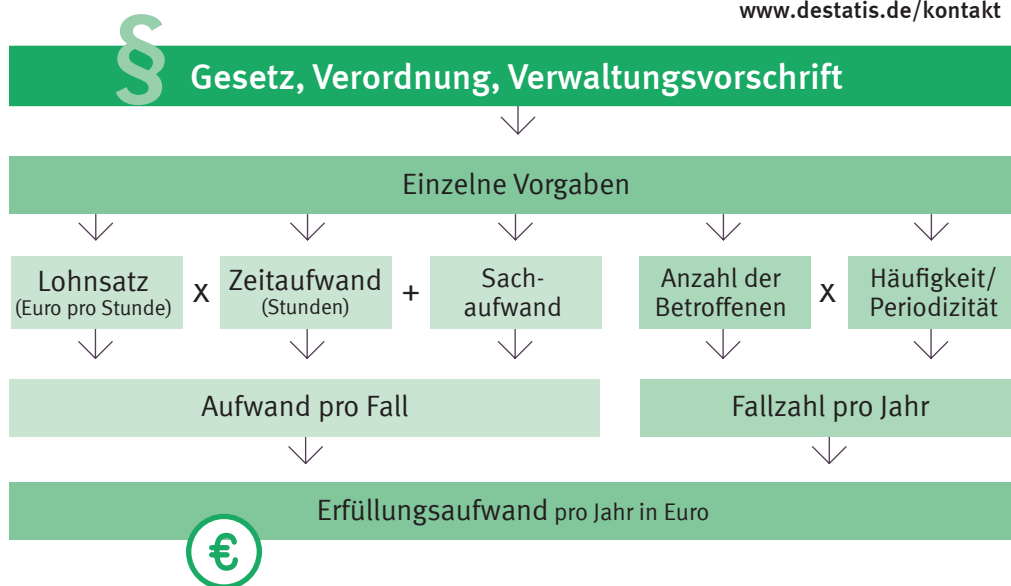 www.destatis.de/kontakt
§ Gesetz, Verordnung, Verwaltungsvorschrift
Einzelne Vorgaben
Lohnsatz
(Euro pro Stunde)
x
Zeitaufwand
(Stunden)
+
Sach-
aufwand
Anzahl der
Betroffenen
x
Häufigkeit/
Periodizität
Aufwand pro Fall
Fallzahl pro Jahr
Erfüllungsaufwand pro Jahr in Euro
€